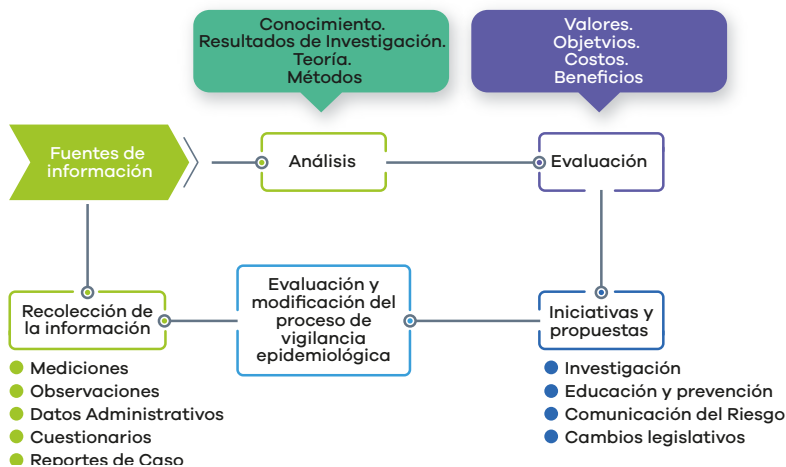 Conocimiento.
Resultados de Investigación.
Teoría.
Métodos
Valores.
Objetvios.
Costos.
Beneficios
Fuentes de
información
Análisis
Evaluación
Recolección de
la información
Evaluación y
modificación del
proceso de
vigilancia
epidemiológica
Iniciativas y
propuestas
Mediciones
Observaciones
Datos Administrativos
Cuestionarios
Reportes de Caso
Investigación
Educación y prevención
Comunicación del Riesgo
Cambios legislativos